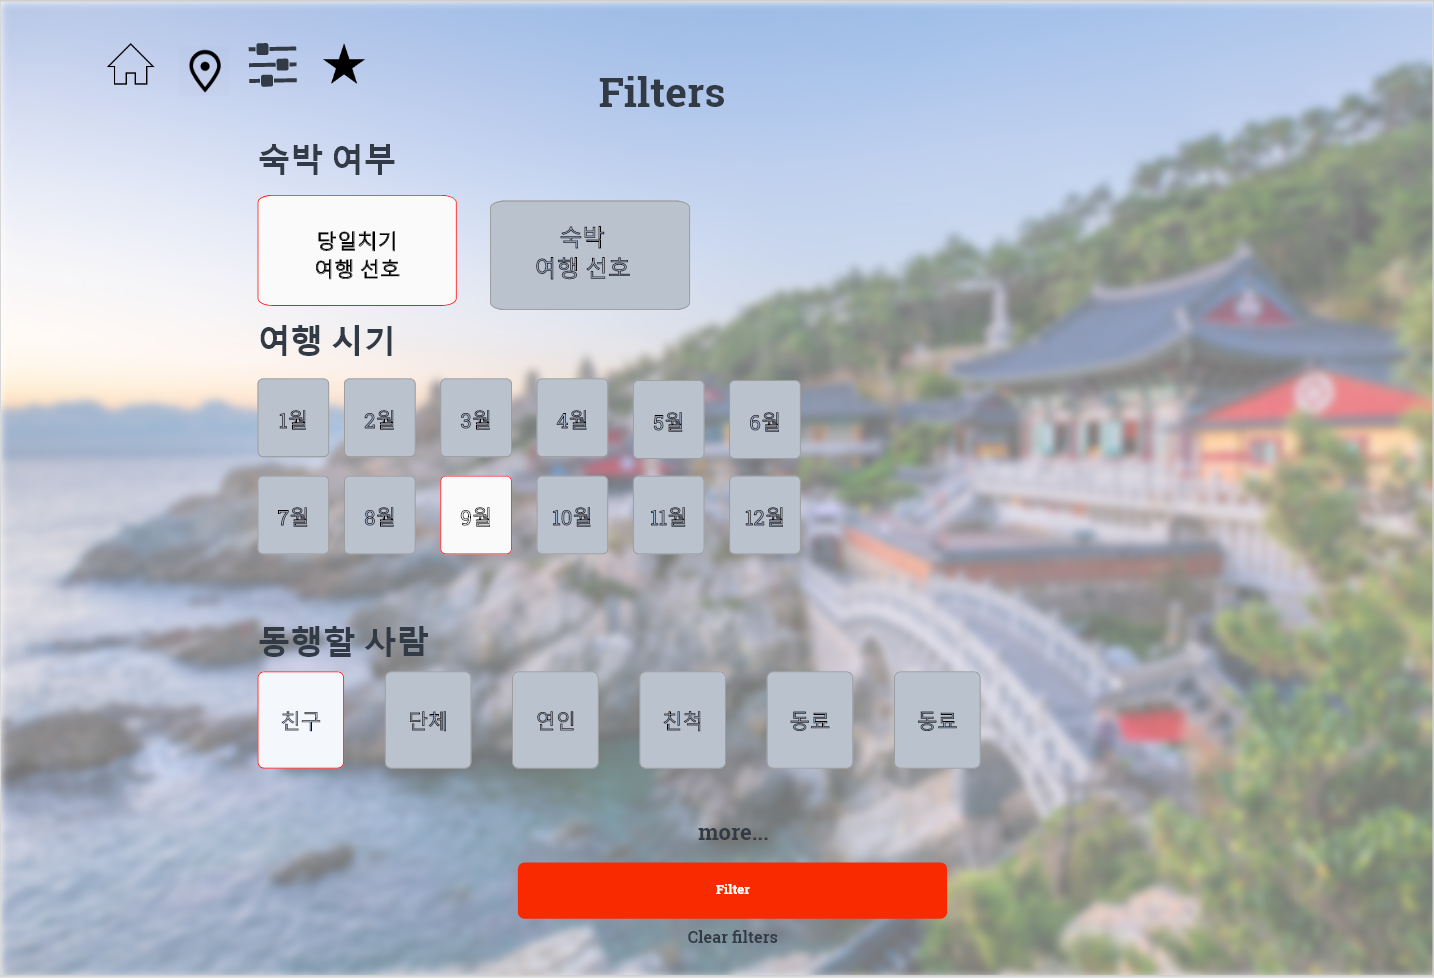 Filters
숙박 여부
당일치기
여행 선호
숙박
여행 선호
여행 시기
1월 2월 3월 4월 5월 6월
7월 8월 9월 10월 11월 12월
동행할 사람
친구 단체 연인 친척 동료 동료
more...
Filter
Clear filters